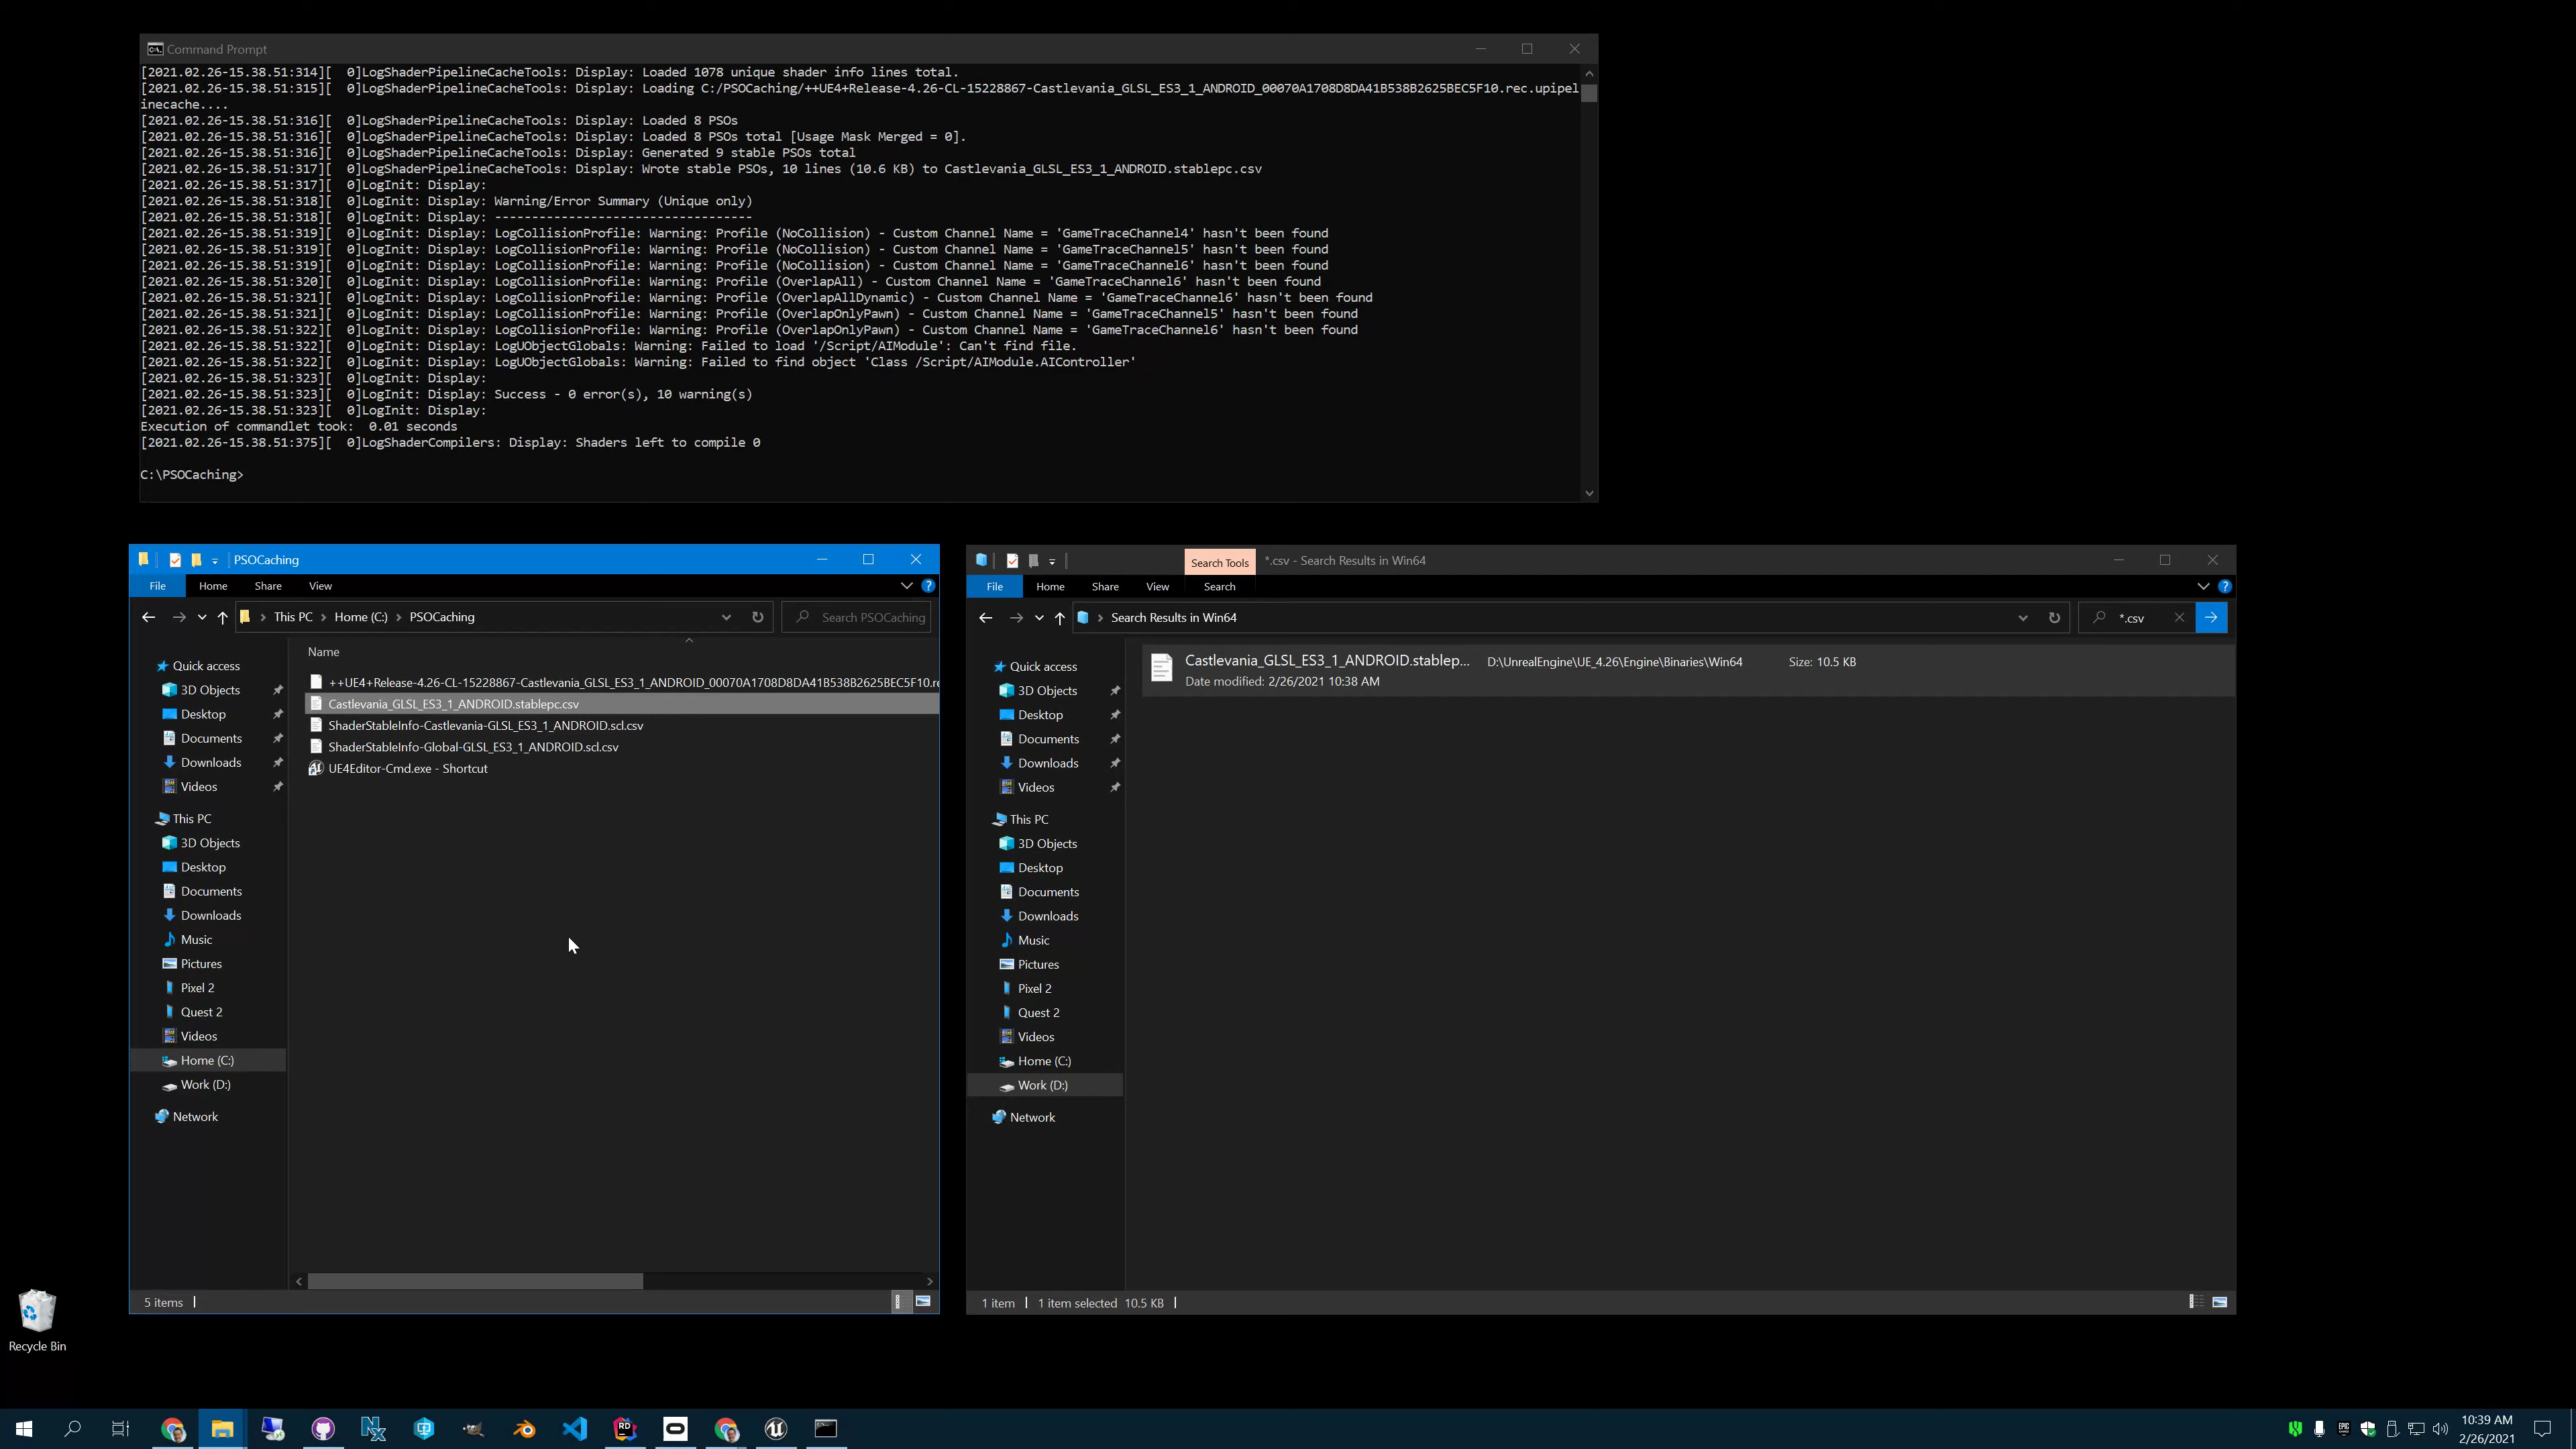 Command Prompt
[2021.02.26-15.38.51:314][  0]LogShaderPipelineCacheTools: Display: Loaded 1078 unique shader info lines total.
[2021.02.26-15.38.51:315][  0]LogShaderPipelineCacheTools: Display: Loading C:/PSOCaching/++UE4+Release-4.26-CL-15228867-Castlevania_GLSL_ES3_1_ANDROID_00070A1708D8DA41B538B2625BEC5F10.rec.upipel
inecache....
[2021.02.26-15.38.51:316][  0]LogShaderPipelineCacheTools: Display: Loaded 8 PSOs
[2021.02.26-15.38.51:316][  0]LogShaderPipelineCacheTools: Display: Loaded 8 PSOs total [Usage Mask Merged = 0].
[2021.02.26-15.38.51:316][  0]LogShaderPipelineCacheTools: Display: Generated 9 stable PSOs total
[2021.02.26-15.38.51:317][  0]LogShaderPipelineCacheTools: Display: Wrote stable PSOs, 10 lines (10.6 KB) to Castlevania_GLSL_ES3_1_ANDROID.stablepc.csv
[2021.02.26-15.38.51:317][  0]LogInit: Display:
[2021.02.26-15.38.51:318][  0]LogInit: Display: Warning/Error Summary (Unique only)
[2021.02.26-15.38.51:318][  0]LogInit: Display: -----------------------------------
[2021.02.26-15.38.51:319][  0]LogInit: Display: LogCollisionProfile: Warning: Profile (NoCollision) - Custom Channel Name = 'GameTraceChannel4' hasn't been found
[2021.02.26-15.38.51:319][  0]LogInit: Display: LogCollisionProfile: Warning: Profile (NoCollision) - Custom Channel Name = 'GameTraceChannel5' hasn't been found
[2021.02.26-15.38.51:319][  0]LogInit: Display: LogCollisionProfile: Warning: Profile (NoCollision) - Custom Channel Name = 'GameTraceChannel6' hasn't been found
[2021.02.26-15.38.51:320][  0]LogInit: Display: LogCollisionProfile: Warning: Profile (OverlapAll) - Custom Channel Name = 'GameTraceChannel6' hasn't been found
[2021.02.26-15.38.51:321][  0]LogInit: Display: LogCollisionProfile: Warning: Profile (OverlapAllDynamic) - Custom Channel Name = 'GameTraceChannel6' hasn't been found
[2021.02.26-15.38.51:321][  0]LogInit: Display: LogCollisionProfile: Warning: Profile (OverlapOnlyPawn) - Custom Channel Name = 'GameTraceChannel5' hasn't been found
[2021.02.26-15.38.51:322][  0]LogInit: Display: LogCollisionProfile: Warning: Profile (OverlapOnlyPawn) - Custom Channel Name = 'GameTraceChannel6' hasn't been found
[2021.02.26-15.38.51:322][  0]LogInit: Display: LogUObjectGlobals: Warning: Failed to load '/Script/AIModule': Can't find file.
[2021.02.26-15.38.51:322][  0]LogInit: Display: LogUObjectGlobals: Warning: Failed to find object 'Class /Script/AIModule.AIController'
[2021.02.26-15.38.51:323][  0]LogInit: Display:
[2021.02.26-15.38.51:323][  0]LogInit: Display: Success - 0 error(s), 10 warning(s)
[2021.02.26-15.38.51:323][  0]LogInit: Display:
Execution of commandlet took:  0.01 seconds
[2021.02.26-15.38.51:375][  0]LogShaderCompilers: Display: Shaders left to compile 0
C:\PSOCaching>
PSOCaching
File Home Share View
This PC Home (C:) PSOCaching
Search PSOCaching
Name
++UE4+Release-4.26-CL-15228867-Castlevania_GLSL_ES3_1_ANDROID_00070A1708D8DA41B538B2625BEC5F10.re
Castlevania_GLSL_ES3_1_ANDROID.stablepc.csv
ShaderStableInfo-Castlevania-GLSL_ES3_1_ANDROID.scl.csv
ShaderStableInfo-Global-GLSL_ES3_1_ANDROID.scl.csv
UE4Editor-Cmd.exe - Shortcut
Quick access
3D Objects
Desktop
Documents
Downloads
Videos
This PC
3D Objects
Desktop
Documents
Downloads
Music
Pictures
Pixel 2
Quest 2
Videos
Home (C:)
Work (D:)
Network
5 items
Search Tools
*.csv - Search Results in Win64
File Home Share View Search
Search Results in Win64
*.csv
Castlevania_GLSL_ES3_1_ANDROID.stablep... D:\UnrealEngine\UE_4.26\Engine\Binaries\Win64 Size: 10.5 KB
Date modified: 2/26/2021 10:38 AM
Quick access
3D Objects
Desktop
Documents
Downloads
Videos
This PC
3D Objects
Desktop
Documents
Downloads
Music
Pictures
Pixel 2
Quest 2
Videos
Home (C:)
Work (D:)
Network
1 item 1 item selected 10.5 KB
Recycle Bin
RD
10:39 AM
2/26/2021